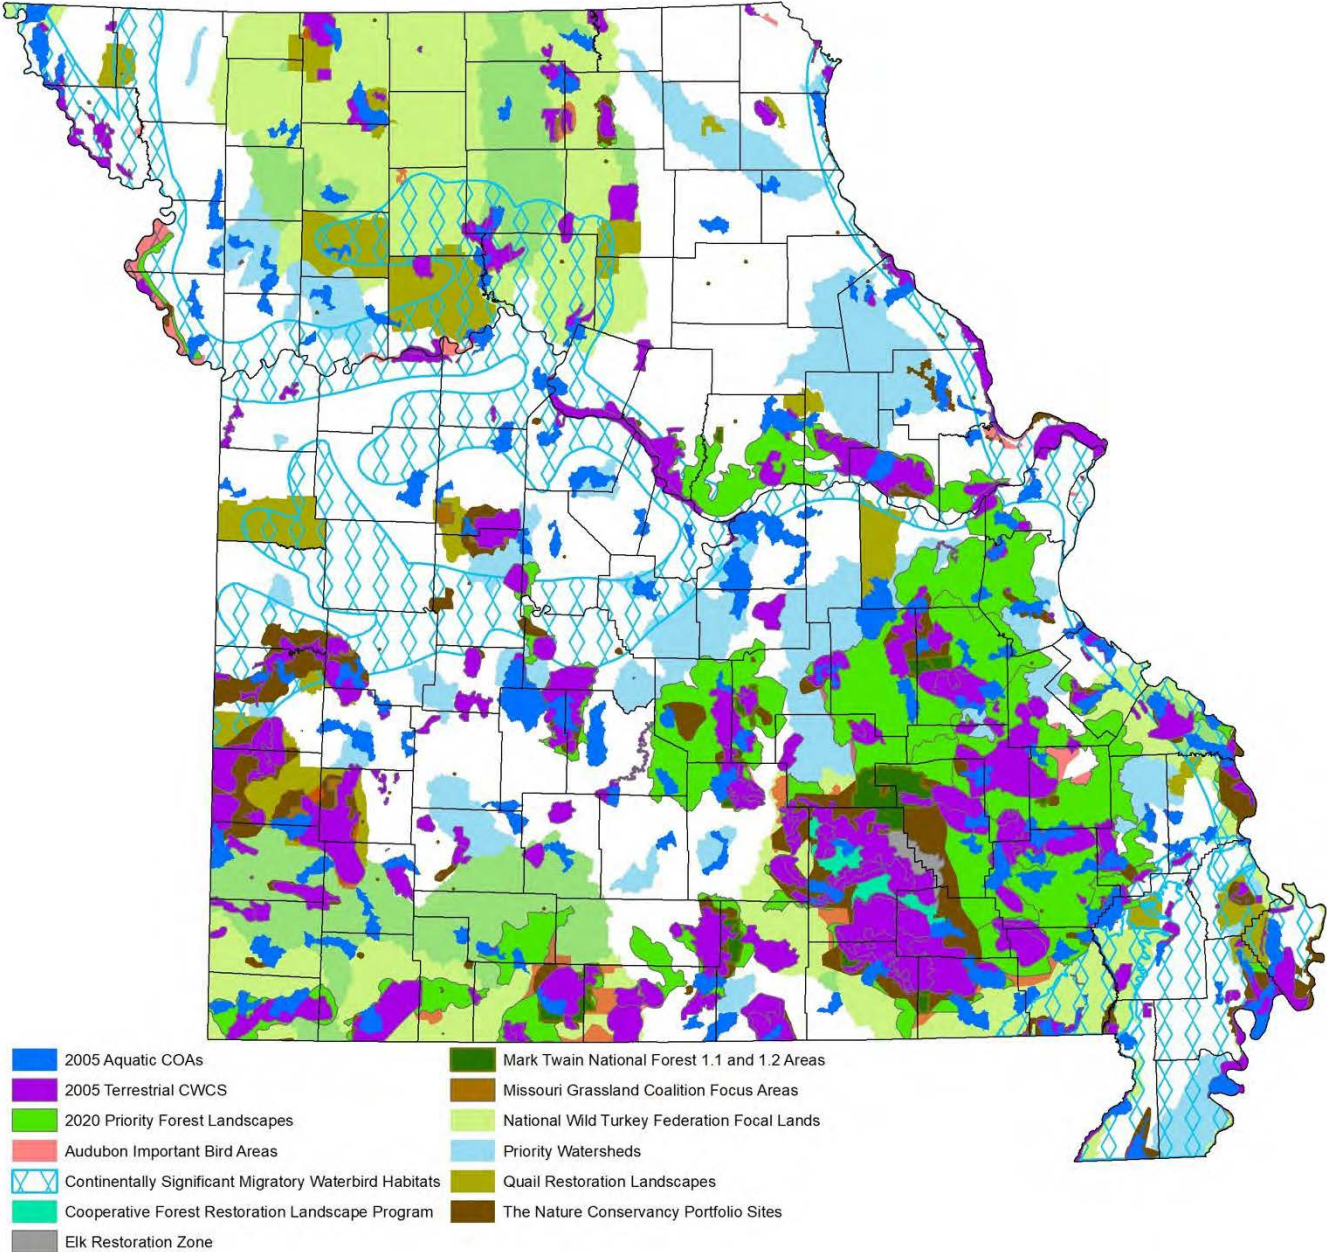 2005 Aquatic COAs
2005 Terrestrial CWCS
2020 Priority Forest Landscapes
Audubon Important Bird Areas
Continentally Significant Migratory Waterbird Habitats
Cooperative Forest Restoration Landscape Program
Elk Restoration Zone
Mark Twain National Forest 1.1 and 1.2 Areas
Missouri Grassland Coalition Focus Areas
National Wild Turkey Federation Focal Lands
Priority Watersheds
Quail Restoration Landscapes
The Nature Conservancy Portfolio Sites